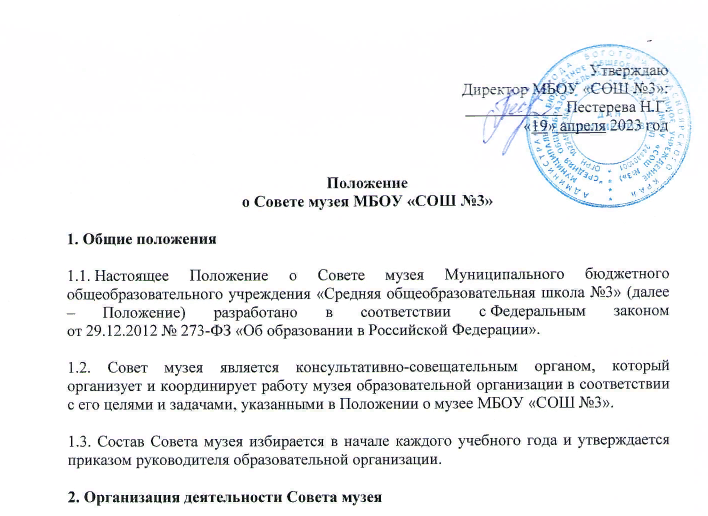 Утверждаю
Директор МБОУ «СОШ №3»:
Пестерева Н.Г.
«19» апреля 2023 год
Положение
о Совете музея МБОУ «СОШ №3»
1. Общие положения
1.1. Настоящее Положение о Совете музея Муниципального бюджетного
общеобразовательного учреждения «Средняя общеобразовательная школа №3» (далее
– Положение) разработано в соответствии с Федеральным законом
от 29.12.2012 № 273-ФЗ «Об образовании в Российской Федерации».
1.2. Совет музея является консультативно-совещательным органом, который
организует и координирует работу музея образовательной организации в соответствии
с его целями и задачами, указанными в Положении о музее МБОУ «СОШ №3».
1.3. Состав Совета музея избирается в начале каждого учебного года и утверждается
приказом руководителя образовательной организации.
2. Организация деятельности Совета музея